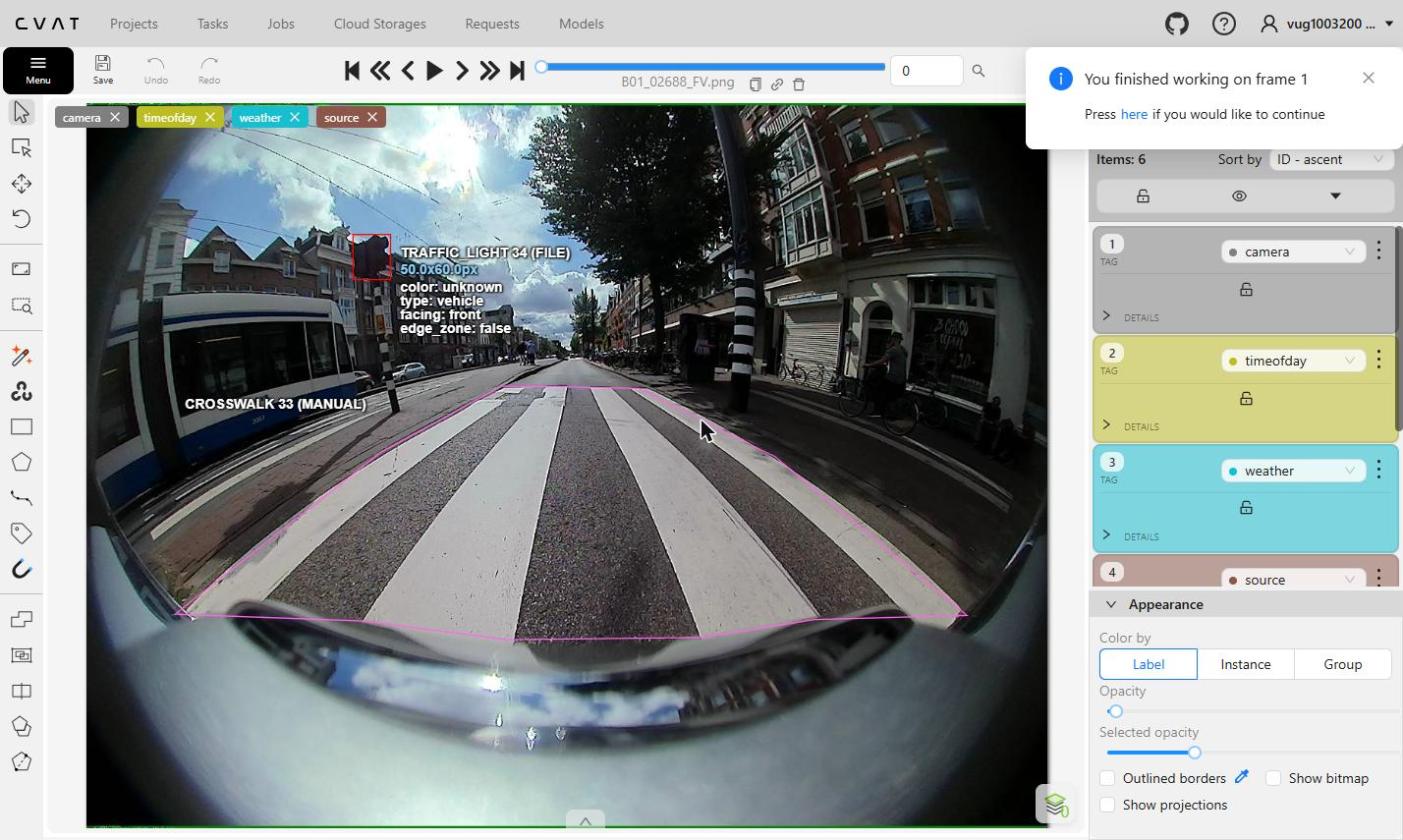 CVAT
Projects
Tasks
Jobs
Cloud Storages
Requests
Models
vug1003200 ...
Menu
Save
Undo
Redo
B01_02688_FV.png
0
You finished working on frame 1
Press here if you would like to continue
camera
timeofday
weather
source
Items: 6
Sort by
ID - ascent
TRAFFIC_LIGHT 34 (FILE)
50.0x60.0px
color: unknown
type: vehicle
facing: front
edge_zone: false
CROSSWALK 33 (MANUAL)
1
TAG
camera
DETAILS
2
TAG
timeofday
DETAILS
3
TAG
weather
DETAILS
4
source
Appearance
Color by
Label
Instance
Group
Opacity
Selected opacity
Outlined borders
Show bitmap
Show projections
0